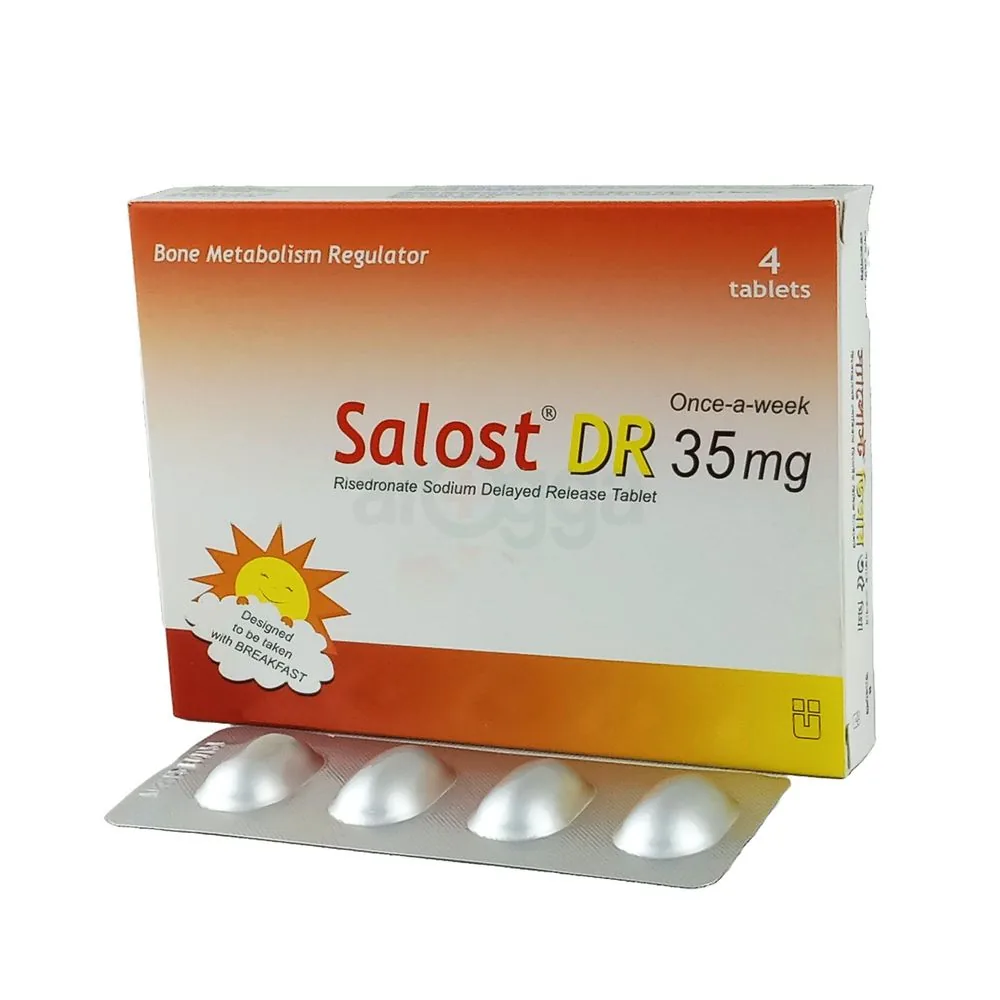 Bone Metabolism Regulator
4
tablets
Once-a-week
Salost® DR 35mg
Risedronate Sodium Delayed Release Tablet
arogga
Designed
to be taken
with BREAKFAST